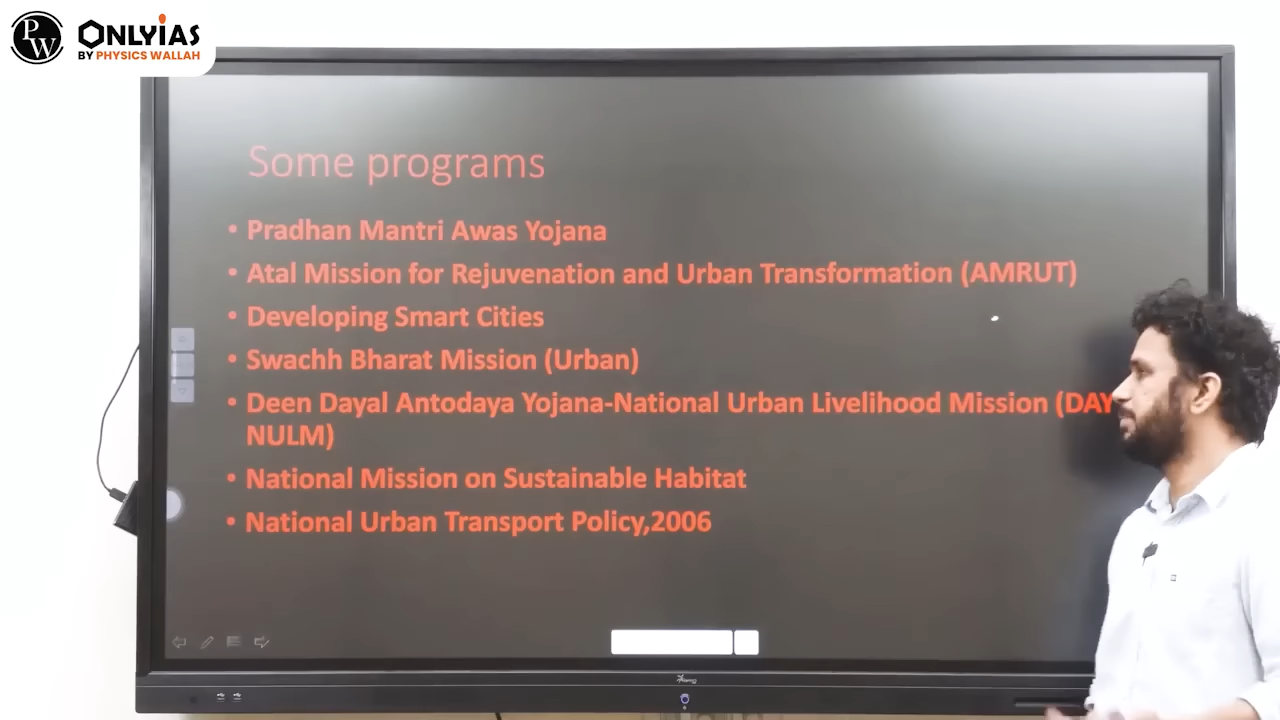 PW
ONLYIAS
BY PHYSICS WALLAH
Some programs
• Pradhan Mantri Awas Yojana
• Atal Mission for Rejuvenation and Urban Transformation (AMRUT)
• Developing Smart Cities
• Swachh Bharat Mission (Urban)
• Deen Dayal Antodaya Yojana-National Urban Livelihood Mission (DAY
NULM)
• National Mission on Sustainable Habitat
• National Urban Transport Policy,2006